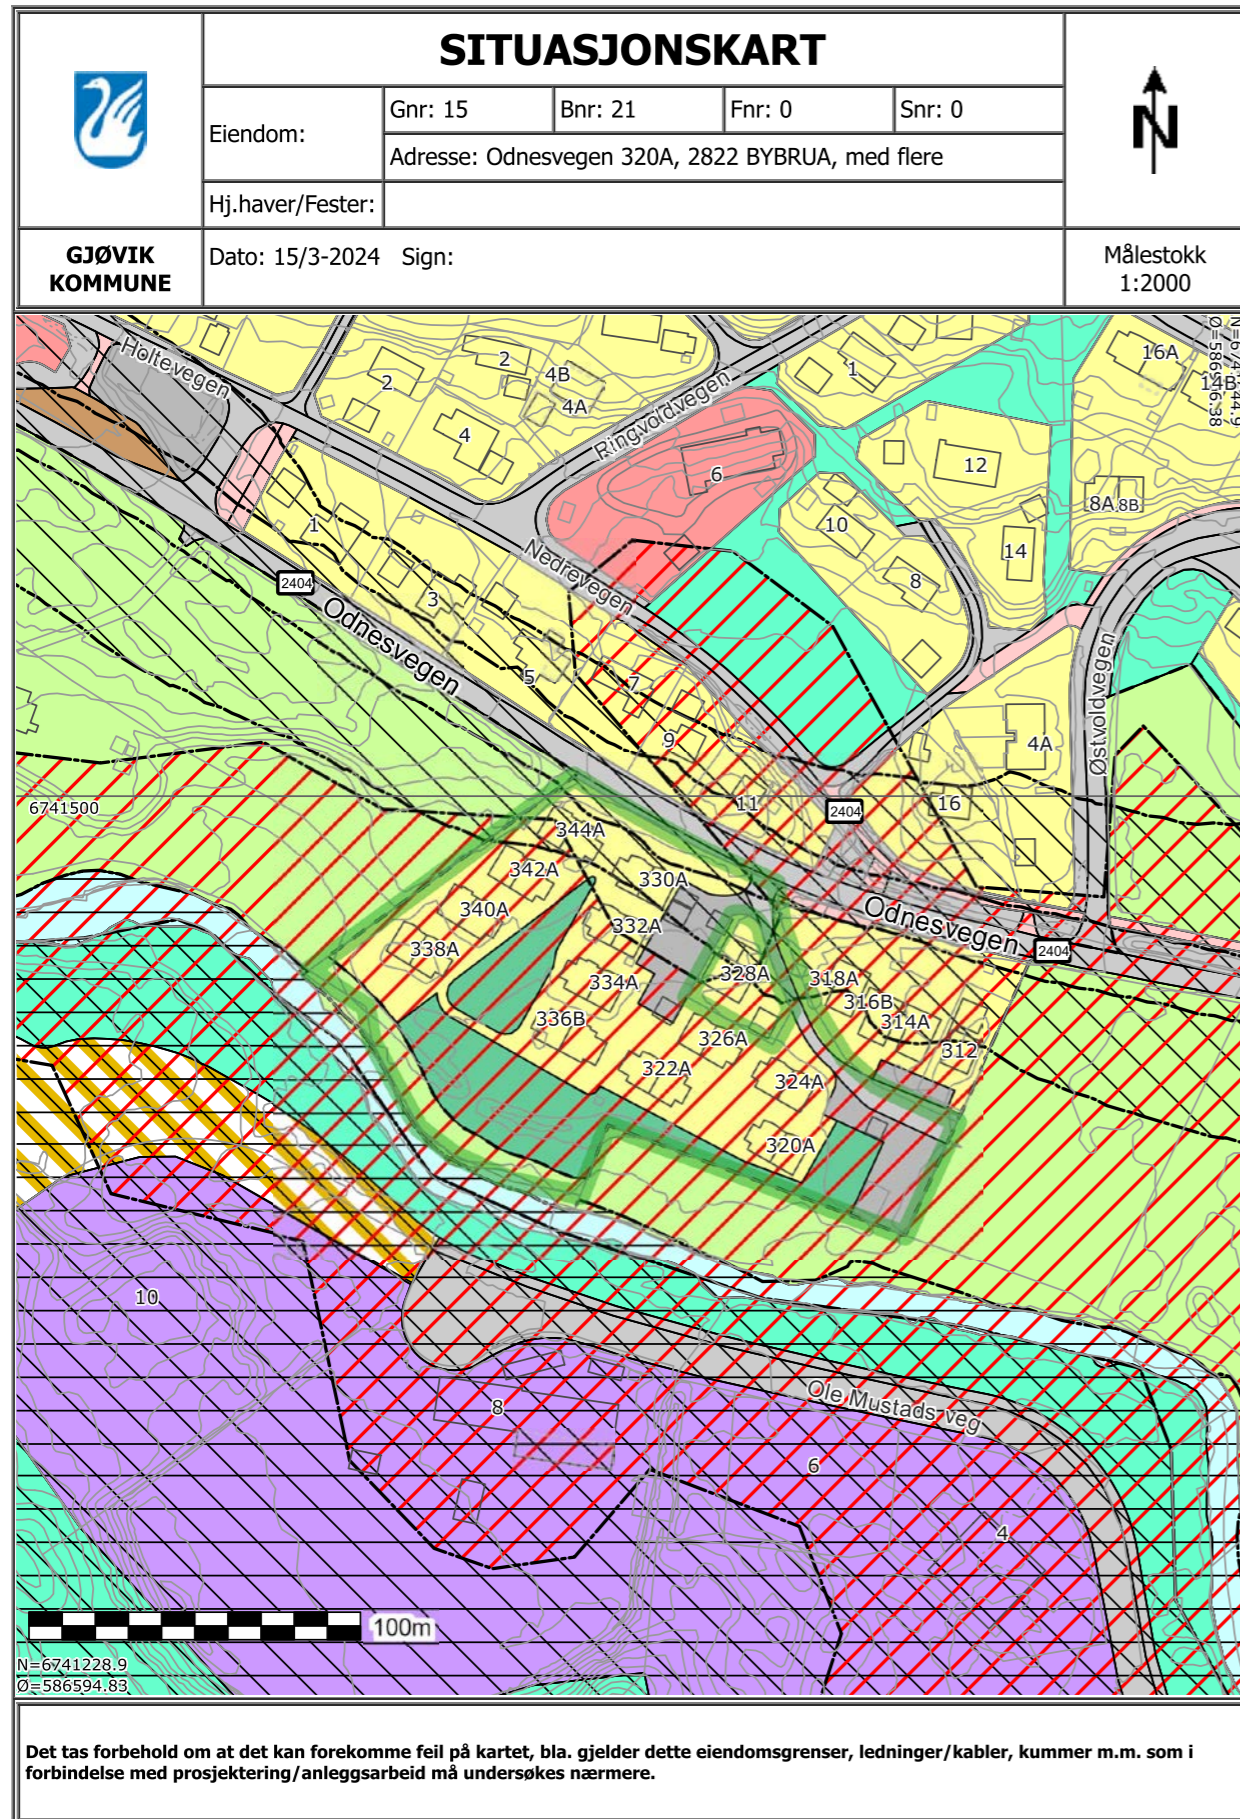 SITUASJONSKART
Eiendom:
Gnr: 15
Bnr: 21
Fnr: 0
Snr: 0
Adresse: Odnesvegen 320A, 2822 BYBRUA, med flere
Hj.haver/Fester:
N
GJØVIK
KOMMUNE
Dato: 15/3-2024 Sign:
Målestokk
1:2000
Holtevegen
2
2
4B
4A
4
Ringvoldvegen
1
16A
14B
6
12
8A
8B
10
14
8
1
Nedrevegen
2404
3
Odnesvegen
5
7
9
4A
Østvoldvegen
11
2404
16
6741500
344A
342A
330A
340A
332A
338A
Odnesvegen
2404
334A
328A
318A
316B
314A
336B
326A
312
322A
324A
320A
10
8
Ole Mustads veg
6
4
100m
N=6741228.9
Ø=586594.83
Det tas forbehold om at det kan forekomme feil på kartet, bla. gjelder dette eiendomsgrenser, ledninger/kabler, kummer m.m. som i
forbindelse med prosjektering/anleggsarbeid må undersøkes nærmere.